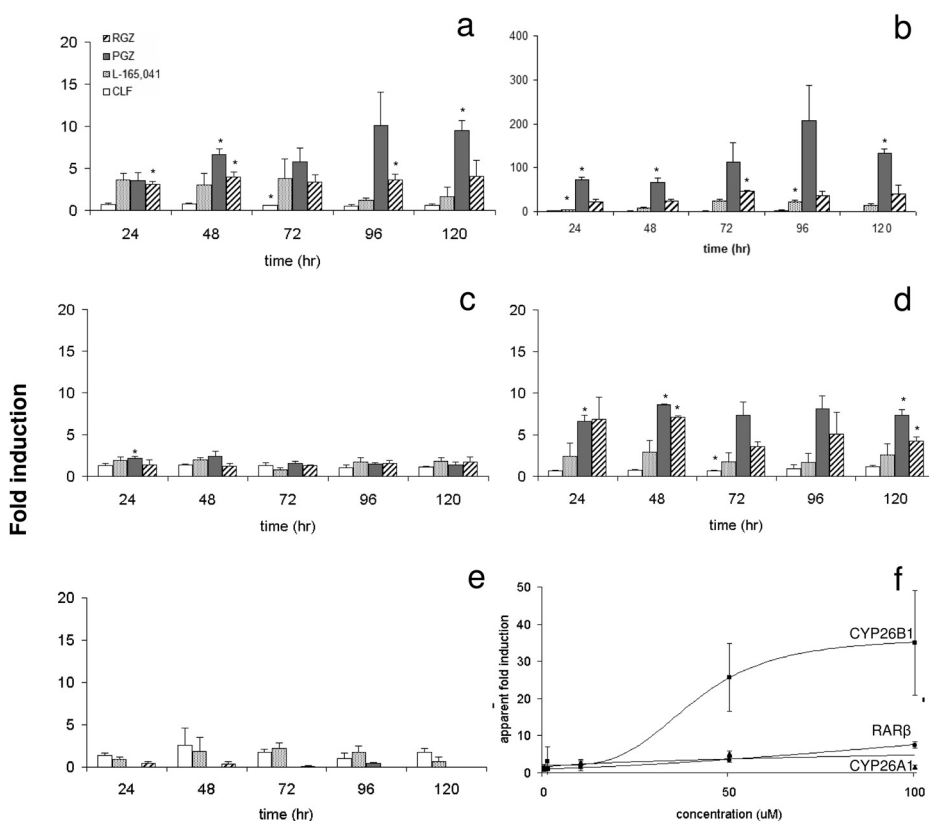 a
20
15
10
5
0
RGZ
PGZ
L-165,041
CLF
* * * * * *
24 48 72 96 120
time (hr)
b
400
300
200
100
0
* * * * * *
24 48 72 96 120
time (hr)
Fold induction
c
20
15
10
5
0
*
24 48 72 96 120
time (hr)
d
20
15
10
5
0
* * * * * *
24 48 72 96 120
time (hr)
e
20
15
10
5
0
24 48 72 96 120
time (hr)
f
apparent fold induction
50
40
30
20
10
0
CYP26B1
RARβ
CYP26A1
0 50 100
concentration (uM)